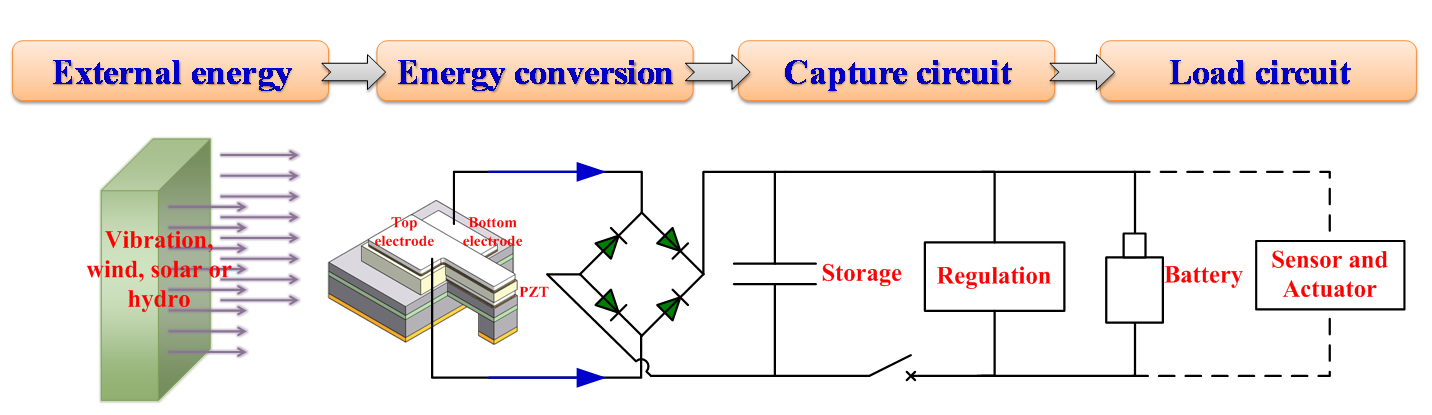 External energy
Energy conversion
Capture circuit
Load circuit
Vibration,
wind, solar or
hydro
Top
electrode
Bottom
electrode
PZT
Storage
Regulation
Battery
Sensor and
Actuator